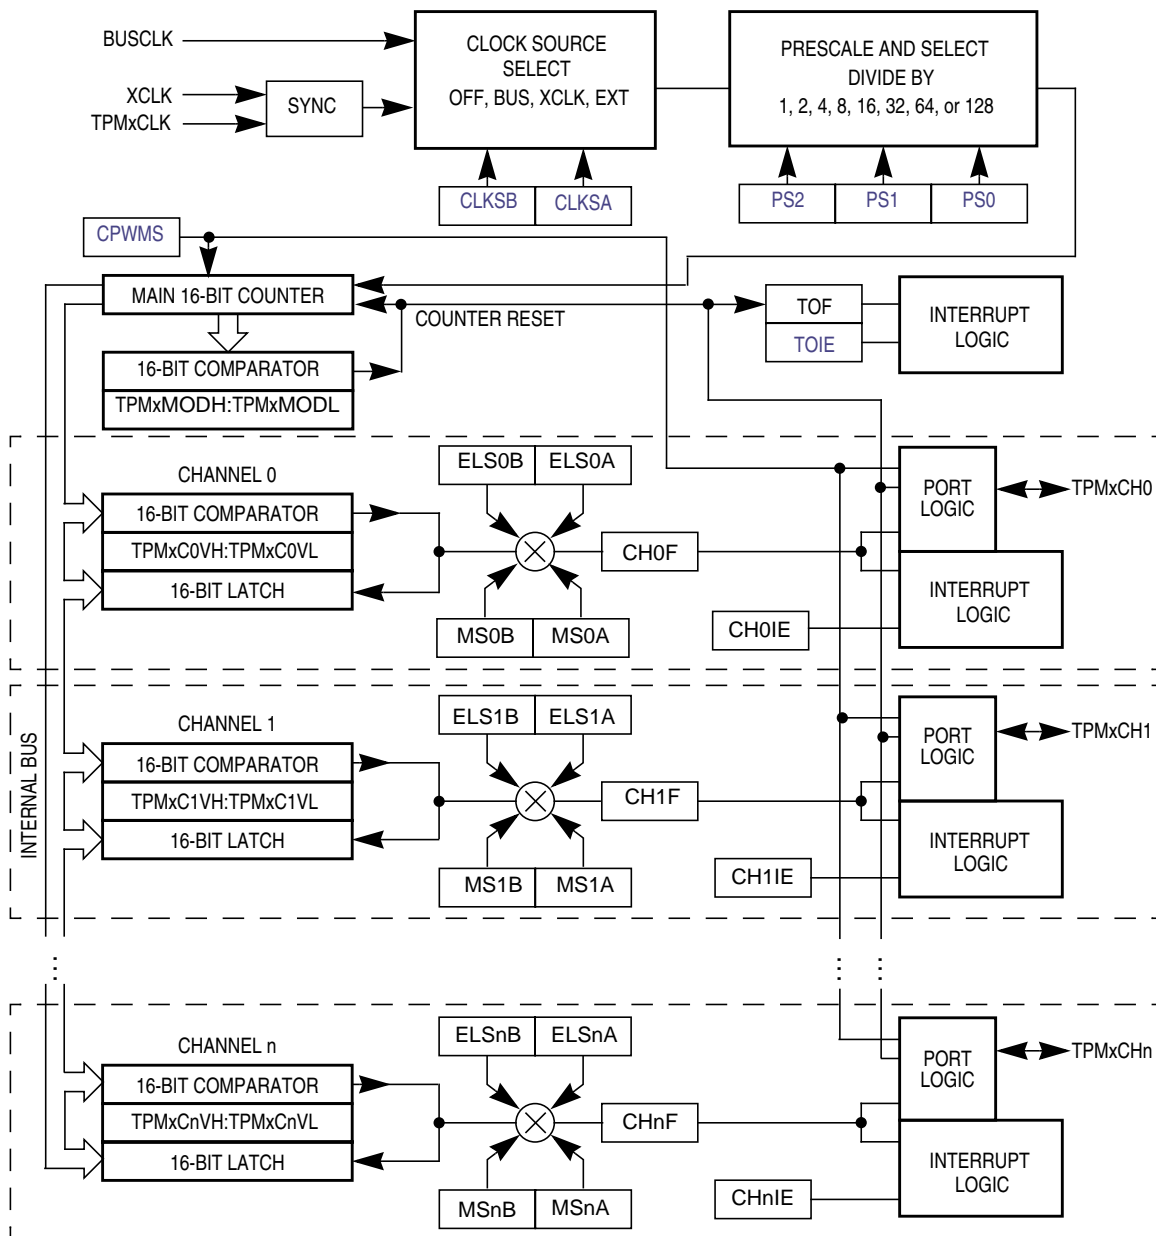 BUSCLK
CLOCK SOURCE
SELECT
OFF, BUS, XCLK, EXT
PRESCALE AND SELECT
DIVIDE BY
1, 2, 4, 8, 16, 32, 64, or 128
XCLK
TPMxCLK
SYNC
CLKSB
CLKSA
PS2
PS1
PS0
CPWMS
MAIN 16-BIT COUNTER
COUNTER RESET
TOF
TOIE
INTERRUPT
LOGIC
16-BIT COMPARATOR
TPMxMODH:TPMxMODL
CHANNEL 0
ELS0B
ELS0A
PORT
LOGIC
TPMxCH0
16-BIT COMPARATOR
TPMxC0VH:TPMxC0VL
16-BIT LATCH
CH0F
INTERRUPT
LOGIC
MS0B
MS0A
CH0IE
INTERNAL BUS
CHANNEL 1
ELS1B
ELS1A
PORT
LOGIC
TPMxCH1
16-BIT COMPARATOR
TPMxC1VH:TPMxC1VL
16-BIT LATCH
CH1F
INTERRUPT
LOGIC
MS1B
MS1A
CH1IE
...
...
...
CHANNEL n
ELSnB
ELSnA
PORT
LOGIC
TPMxCHn
16-BIT COMPARATOR
TPMxCnVH:TPMxCnVL
16-BIT LATCH
CHnF
INTERRUPT
LOGIC
MSnB
MSnA
CHnIE